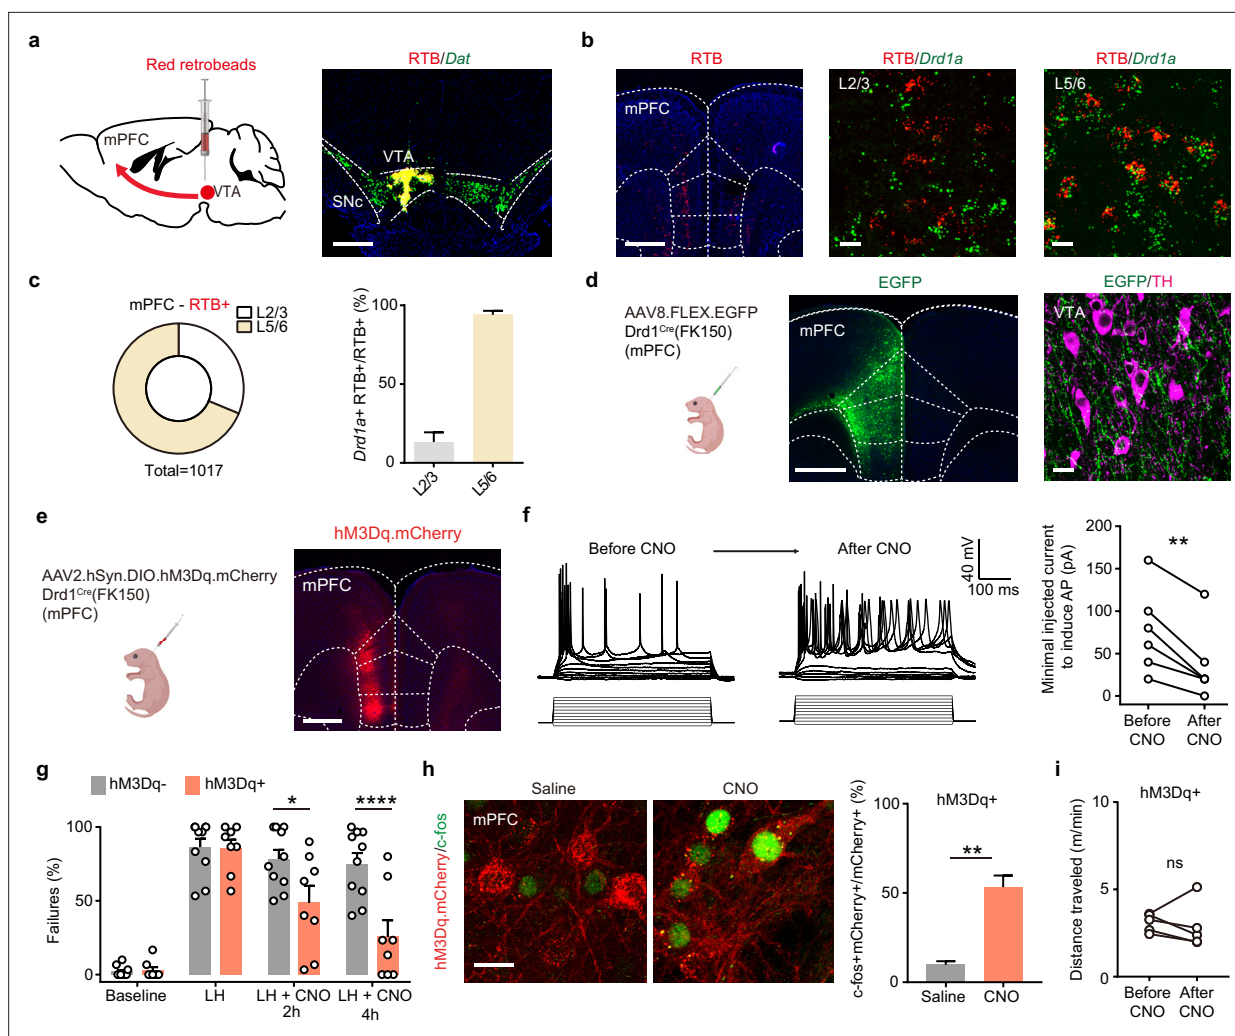 a
Red retrobeads
mPFC
VTA
RTB/Dat
VTA
SNc
b
RTB
mPFC
RTB/Drd1a
L2/3
RTB/Drd1a
L5/6
c
mPFC - RTB+
L2/3
L5/6
Total=1017
Drd1a+ RTB+/RTB+ (%)
100
50
0
L2/3
L5/6
d
AAV8.FLEX.EGFP
Drd1Cre(FK150)
(mPFC)
EGFP
mPFC
EGFP/TH
VTA
e
AAV2.hSyn.DIO.hM3Dq.mCherry
Drd1Cre(FK150)
(mPFC)
hM3Dq.mCherry
mPFC
f
Before CNO
After CNO
40 mV
100 ms
Minimal injected current
to induce AP (pA)
200
150
100
50
0
**
Before
CNO
After
CNO
g
hM3Dq-
hM3Dq+
Failures (%)
100
50
0
*
****
Baseline
LH
LH + CNO
2h
LH + CNO
4h
h
Saline
CNO
hM3Dq.mCherry/c-fos
mPFC
c-fos+mCherry+/mCherry+ (%)
hM3Dq+
100
50
0
**
Saline
CNO
i
hM3Dq+
Distance traveled (m/min)
10
5
0
ns
Before
CNO
After
CNO